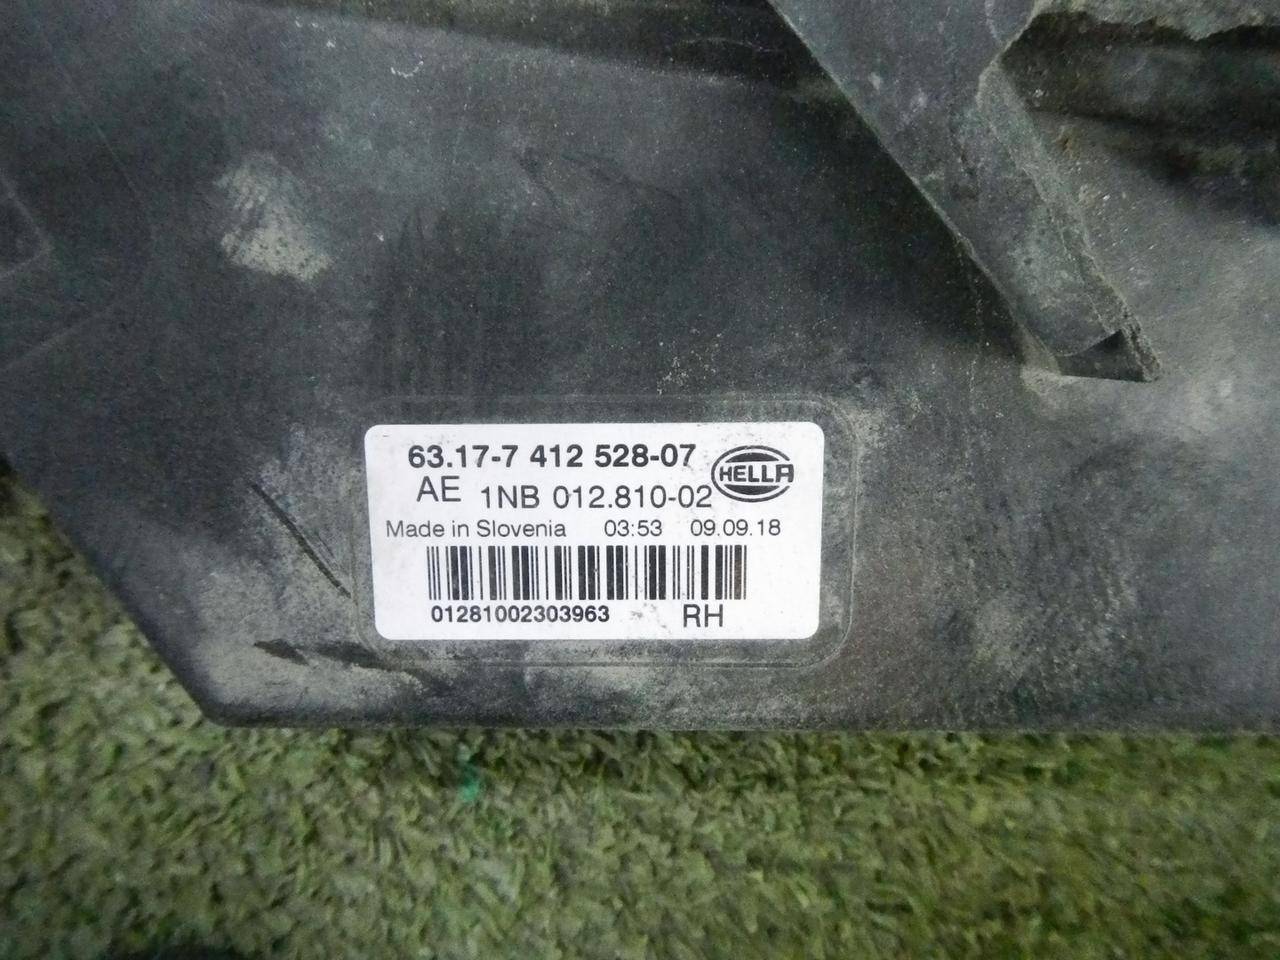 63.17-7 412 528-07
HELLA
AE 1NB 012.810-02
Made in Slovenia 03:53 09.09.18
01281002303963 RH